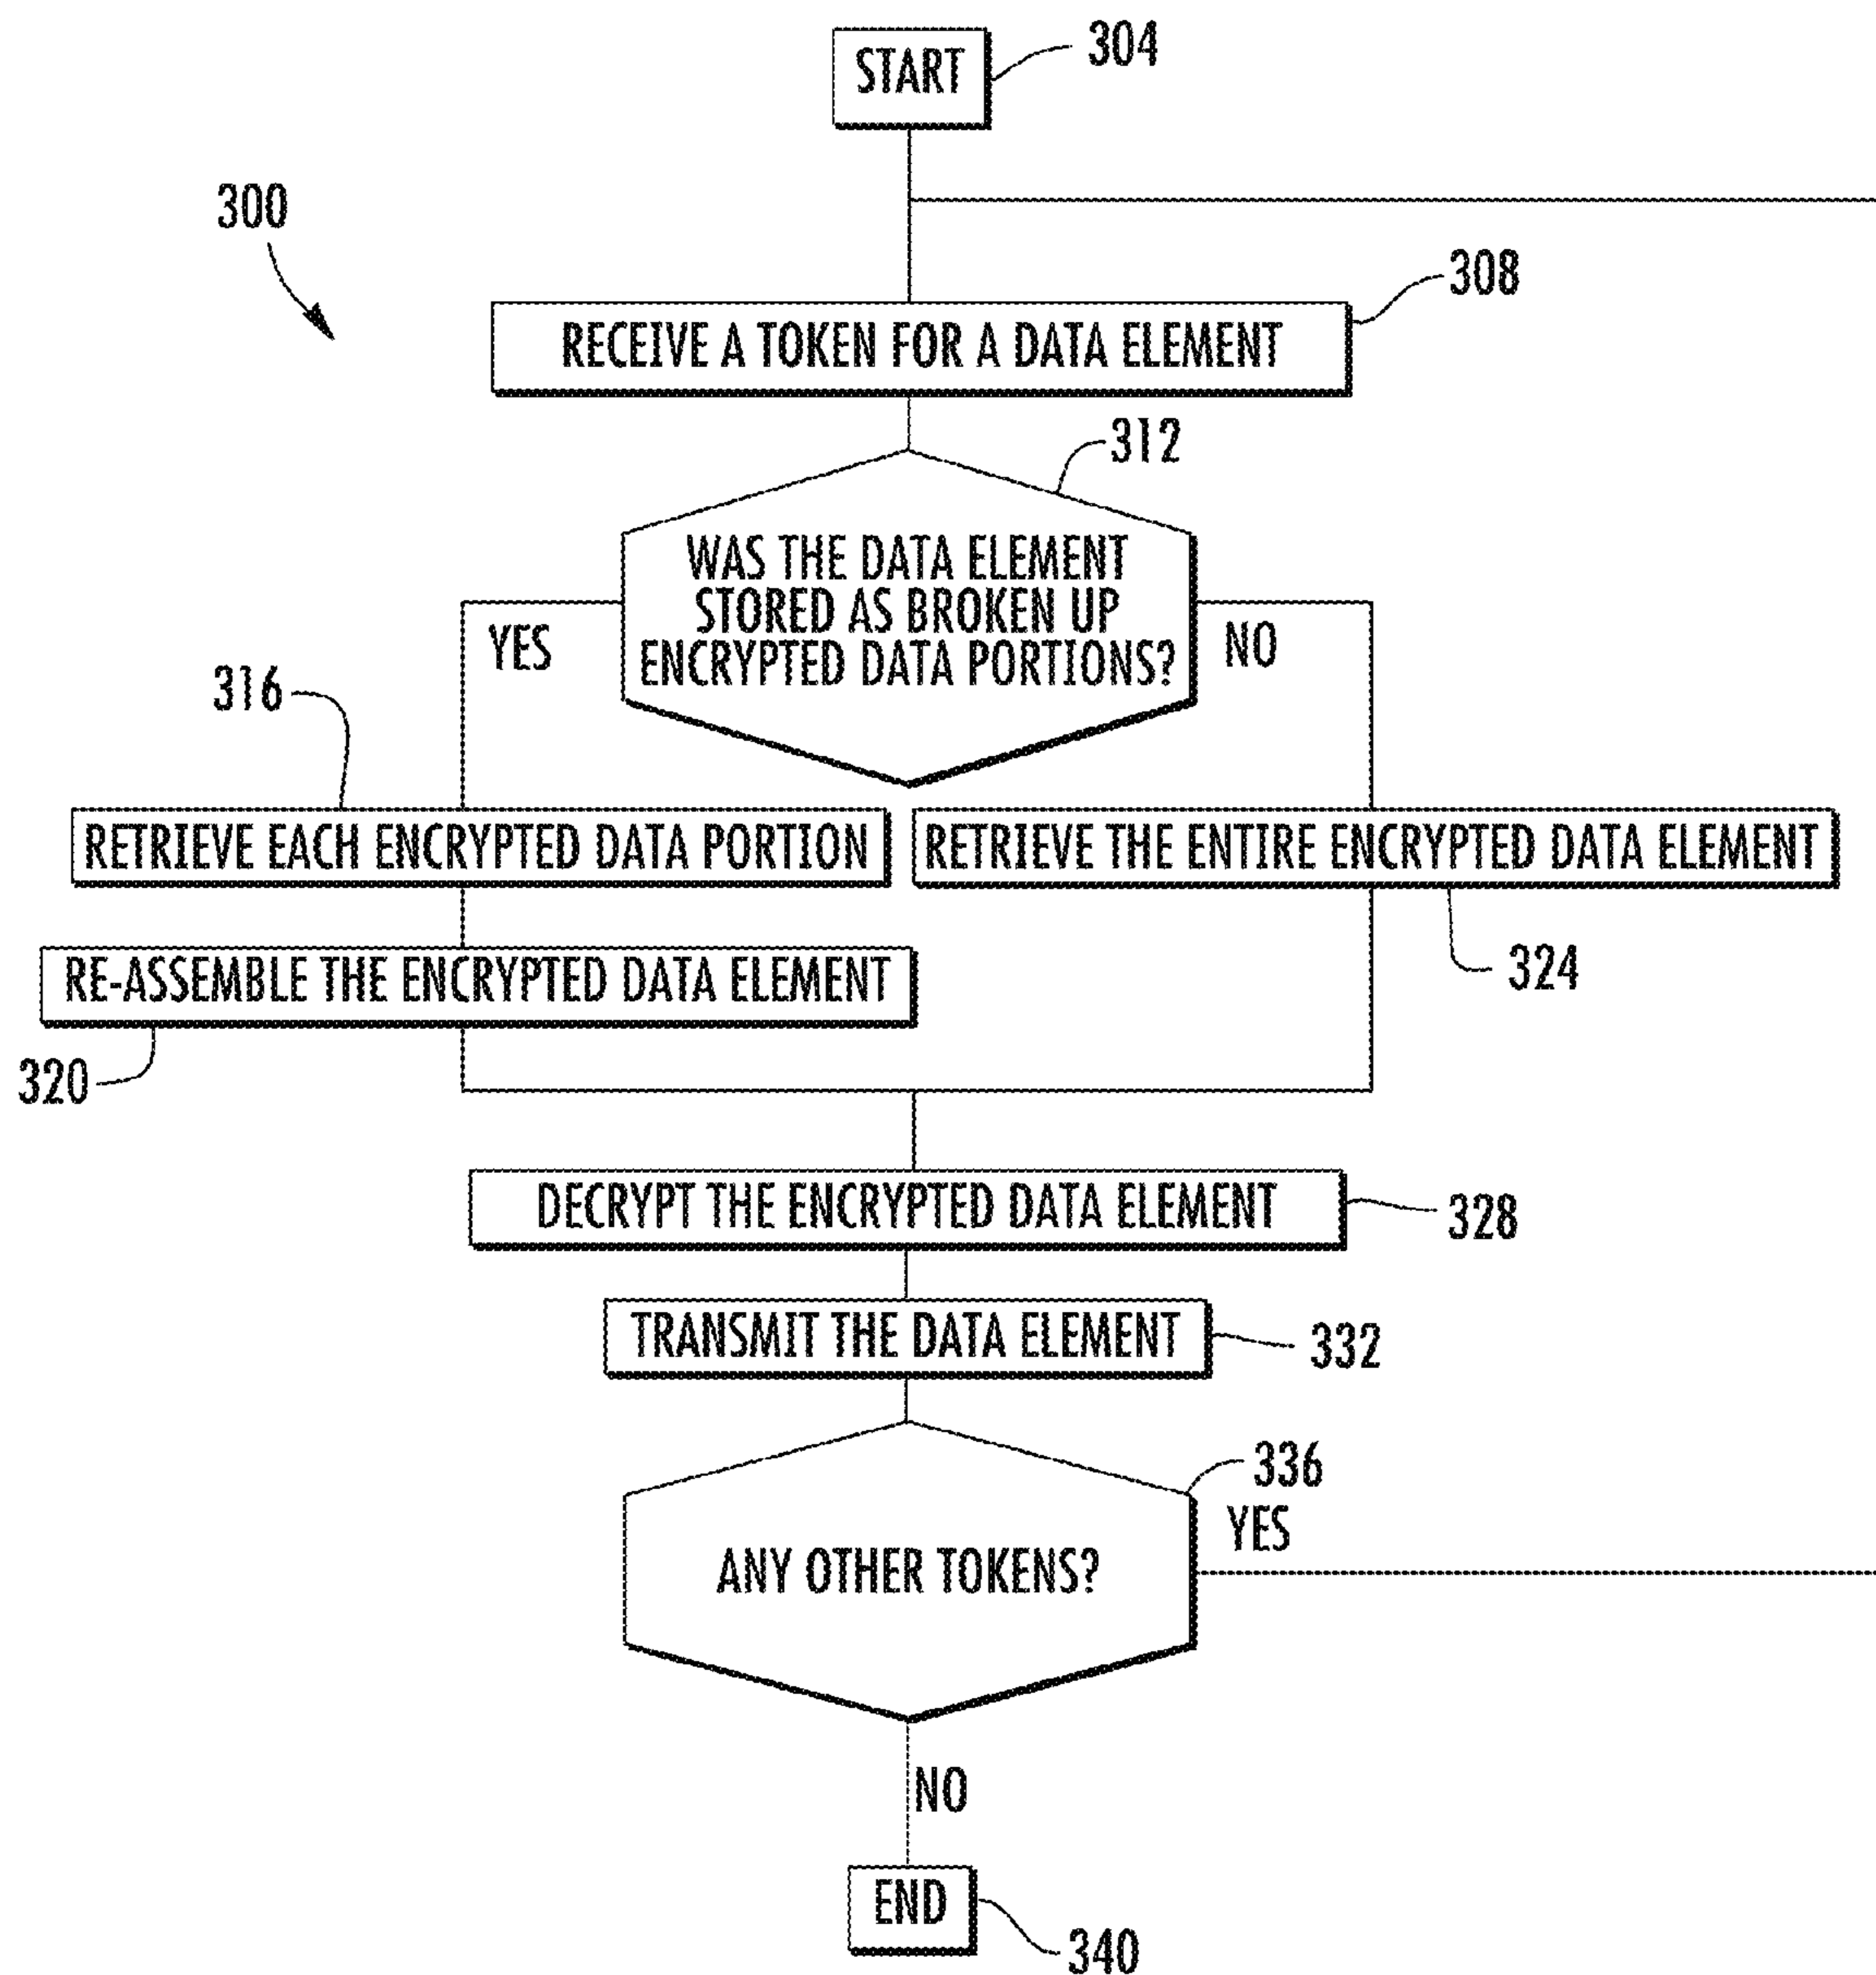 START
304
300
308
RECEIVE A TOKEN FOR A DATA ELEMENT
312
WAS THE DATA ELEMENT
STORED AS BROKEN UP
ENCRYPTED DATA PORTIONS?
YES
NO
316
RETRIEVE EACH ENCRYPTED DATA PORTION
RETRIEVE THE ENTIRE ENCRYPTED DATA ELEMENT
324
RE-ASSEMBLE THE ENCRYPTED DATA ELEMENT
320
DECRYPT THE ENCRYPTED DATA ELEMENT
328
TRANSMIT THE DATA ELEMENT
332
336
YES
ANY OTHER TOKENS?
NO
END
340